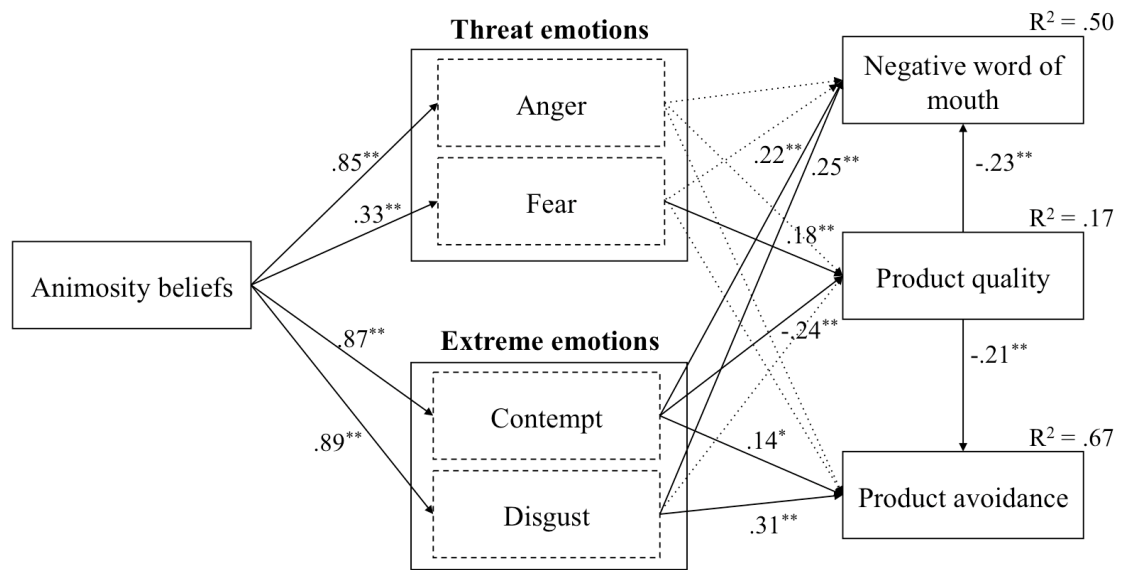 R² = .50
Threat emotions
Negative word of
mouth
Anger
.85**
.22**
.25**
-.23**
Fear
.33**
R² = .17
.18**
Animosity beliefs
Product quality
.87**
Extreme emotions
-.24**
-.21**
Contempt
.89**
.14*
R² = .67
Product avoidance
Disgust
.31**